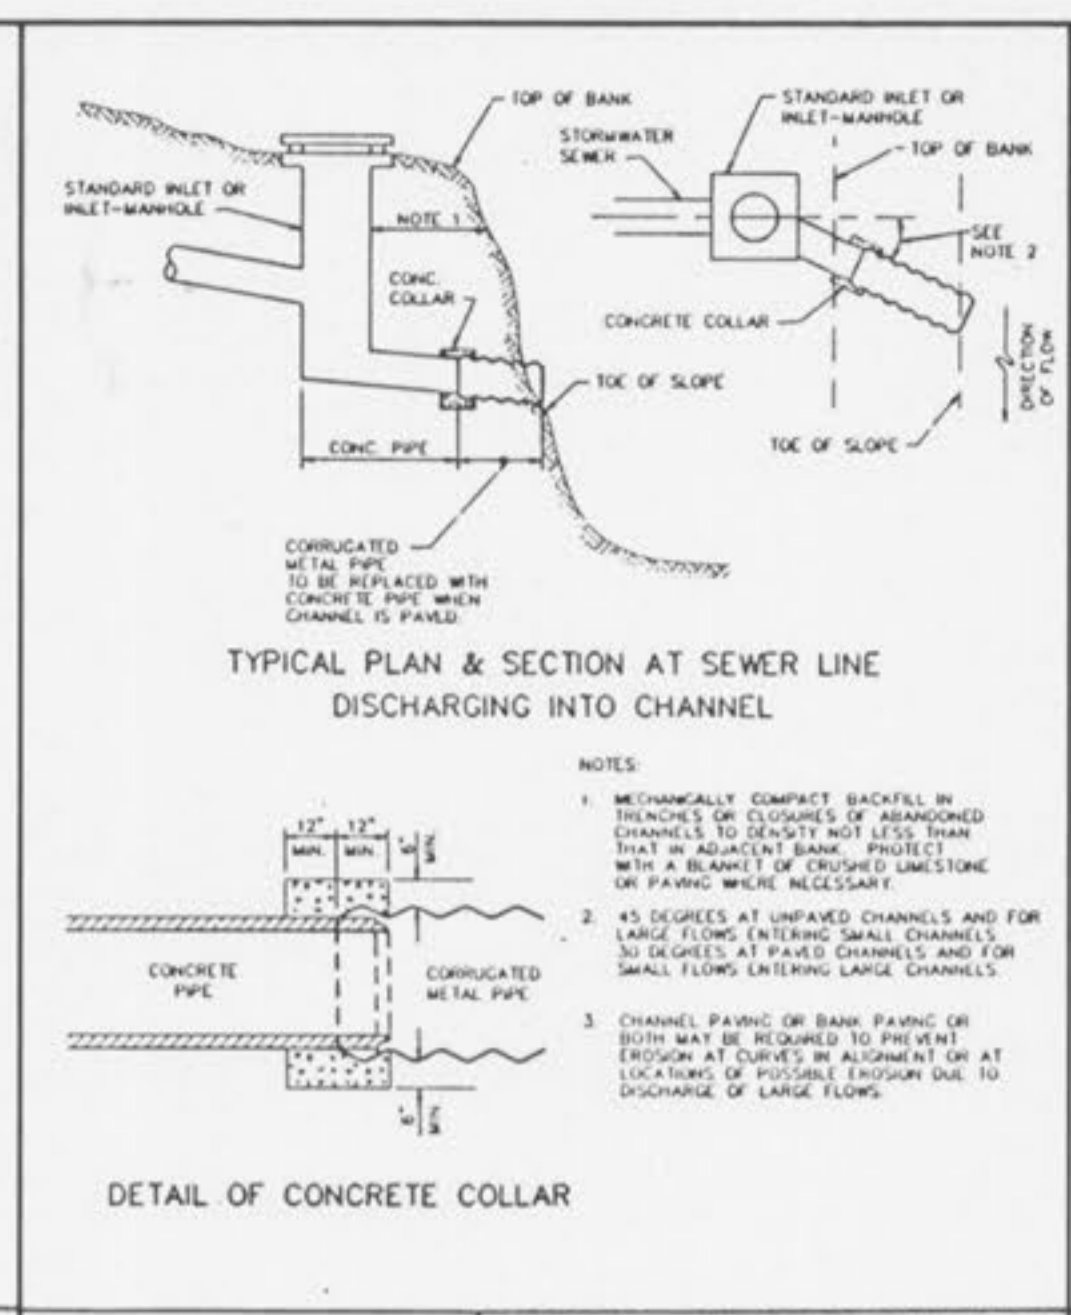 TOP OF BANK
STANDARD INLET OR
INLET-MANHOLE
STORMWATER
SEWER
TOP OF BANK
STANDARD INLET OR
INLET-MANHOLE
NOTE 1
SEE
NOTE 2
CONC.
COLLAR
CONCRETE COLLAR
DIRECTION
OF FLOW
TOE OF SLOPE
CONC. PIPE
TOE OF SLOPE
CORRUGATED
METAL PIPE
TO BE REPLACED WITH
CONCRETE PIPE WHEN
CHANNEL IS PAVED.
TYPICAL PLAN & SECTION AT SEWER LINE
DISCHARGING INTO CHANNEL
NOTES:
1. MECHANICALLY COMPACT BACKFILL IN
TRENCHES OR CLOSURES OF ABANDONED
CHANNELS TO DENSITY NOT LESS THAN
THAT IN ADJACENT BANK. PROTECT
WITH A BLANKET OF CRUSHED LIMESTONE
OR PAVING WHERE NECESSARY.
2. 45 DEGREES AT UNPAVED CHANNELS AND FOR
LARGE FLOWS ENTERING SMALL CHANNELS
30 DEGREES AT PAVED CHANNELS AND FOR
SMALL FLOWS ENTERING LARGE CHANNELS.
3. CHANNEL PAVING OR BANK PAVING OR
BOTH MAY BE REQUIRED TO PREVENT
EROSION AT CURVES IN ALIGNMENT OR AT
LOCATIONS OF POSSIBLE EROSION DUE TO
DISCHARGE OF LARGE FLOWS.
12" 12"
MIN. MIN.
6"
MIN.
CONCRETE
PIPE
CORRUGATED
METAL PIPE
6"
MIN.
DETAIL OF CONCRETE COLLAR